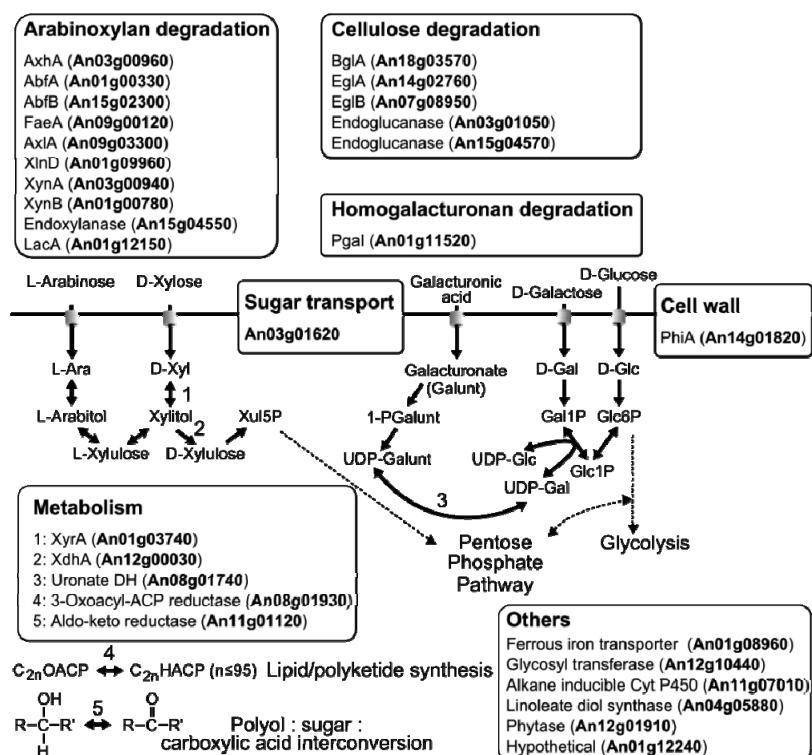 Arabinoxylan degradation
AxhA (An03g00960)
AbfA (An01g00330)
AbfB (An15g02300)
FaeA (An09g00120)
AxlA (An09g03300)
XlnD (An01g09960)
XynA (An03g00940)
XynB (An01g00780)
Endoxylanase (An15g04550)
LacA (An01g12150)
Cellulose degradation
BglA (An18g03570)
EglA (An14g02760)
EglB (An07g08950)
Endoglucanase (An03g01050)
Endoglucanase (An15g04570)
Homogalacturonan degradation
Pgal (An01g11520)
L-Arabinose
D-Xylose
Sugar transport
An03g01620
Galacturonic
acid
D-Galactose
D-Glucose
Cell wall
PhiA (An14g01820)
L-Ara
D-Xyl
Galacturonate
(Galunt)
D-Gal
D-Glc
1
L-Arabitol
Xylitol
2
Xul5P
1-PGalunt
Gal1P
Glc6P
L-Xylulose
D-Xylulose
UDP-Galunt
UDP-Glc
Glc1P
UDP-Gal
3
Pentose
Phosphate
Pathway
Glycolysis
Metabolism
1: XyrA (An01g03740)
2: XdhA (An12g00030)
3: Uronate DH (An08g01740)
4: 3-Oxoacyl-ACP reductase (An08g01930)
5: Aldo-keto reductase (An11g01120)
4
C2nOACP C2nHACP (n≤95) Lipid/polyketide synthesis
OH
O
5
R–C–R' R–C–R'
H
Polyol : sugar :
carboxylic acid interconversion
Others
Ferrous iron transporter (An01g08960)
Glycosyl transferase (An12g10440)
Alkane inducible Cyt P450 (An11g07010)
Linoleate diol synthase (An04g05880)
Phytase (An12g01910)
Hypothetical (An01g12240)